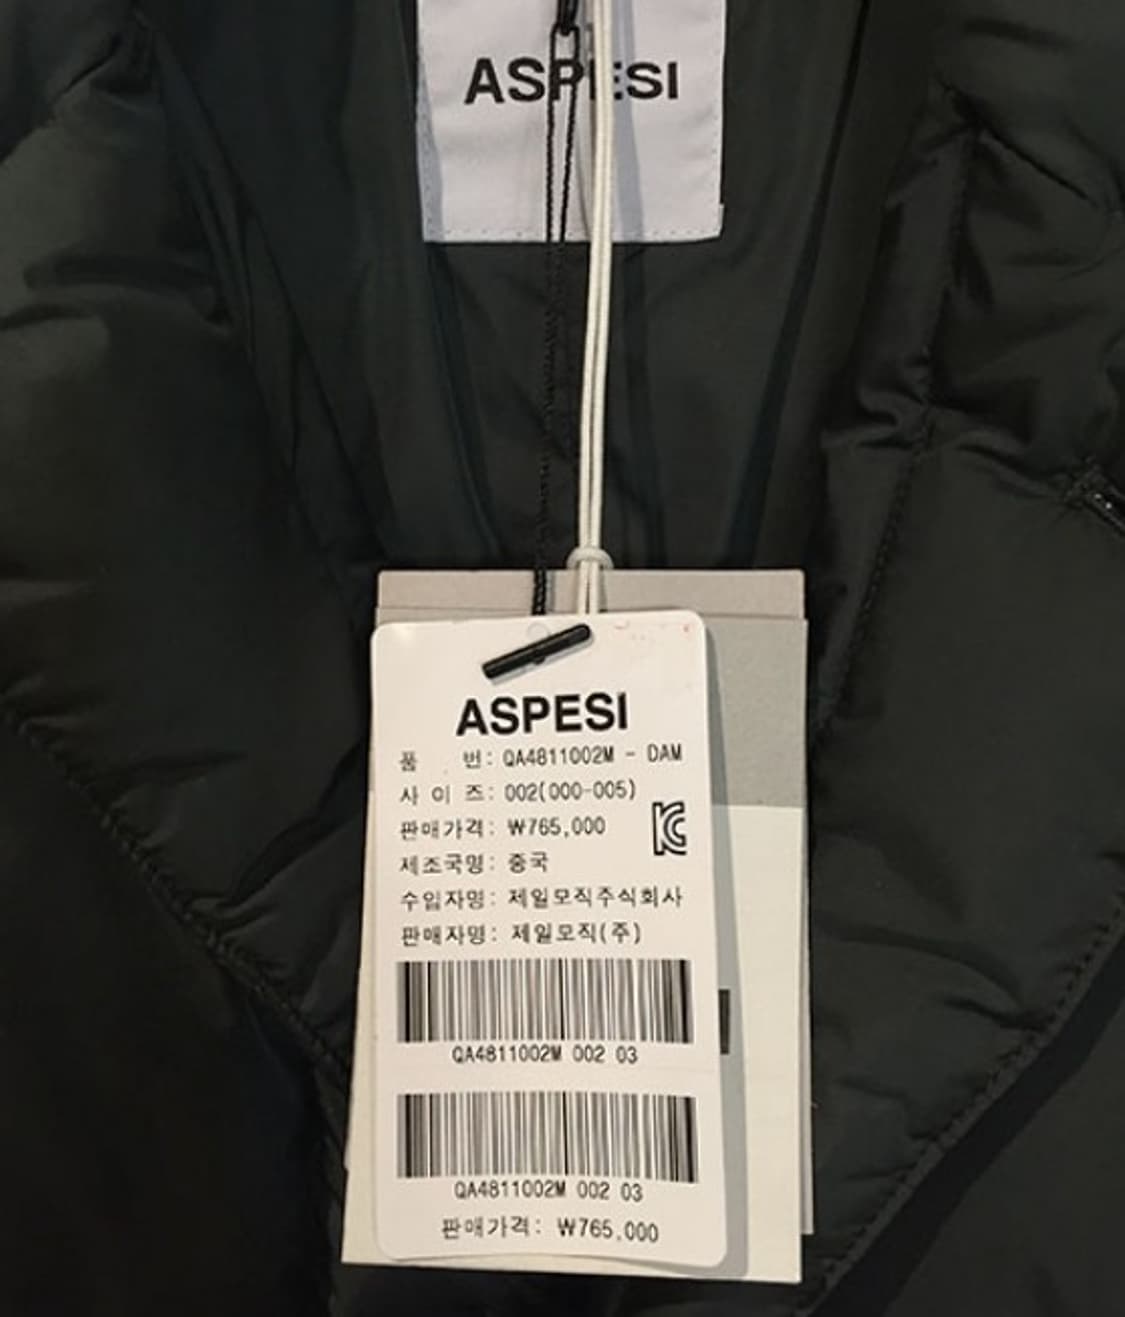 ASPESI
ASPESI
품 번: QA4811002M - DAM
사 이 즈: 002(000-005)
판매가격: ₩765,000
제조국명: 중국
수입자명: 제일모직주식회사
판매자명: 제일모직(주)
QA4811002M 002 03
QA4811002M 002 03
판매가격: ₩765,000